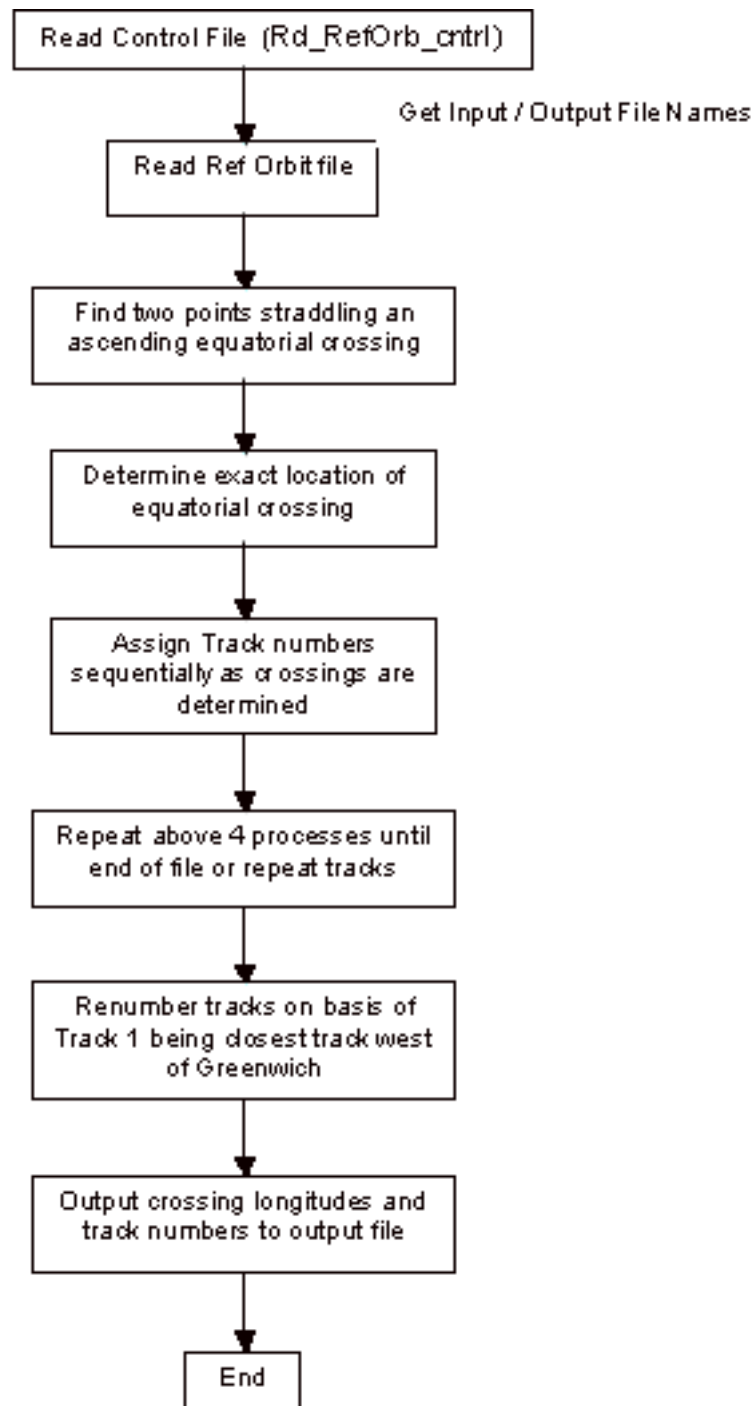 Read Control File (Rd_RefOrb_cntrl)
Get Input / Output File Names
Read Ref Orbit file
Find two points straddling an
ascending equatorial crossing
Determine exact location of
equatorial crossing
Assign Track numbers
sequentially as crossings are
determined
Repeat above 4 processes until
end of file or repeat tracks
Renumber tracks on basis of
Track 1 being closest track west
of Greenwich
Output crossing longitudes and
track numbers to output file
End